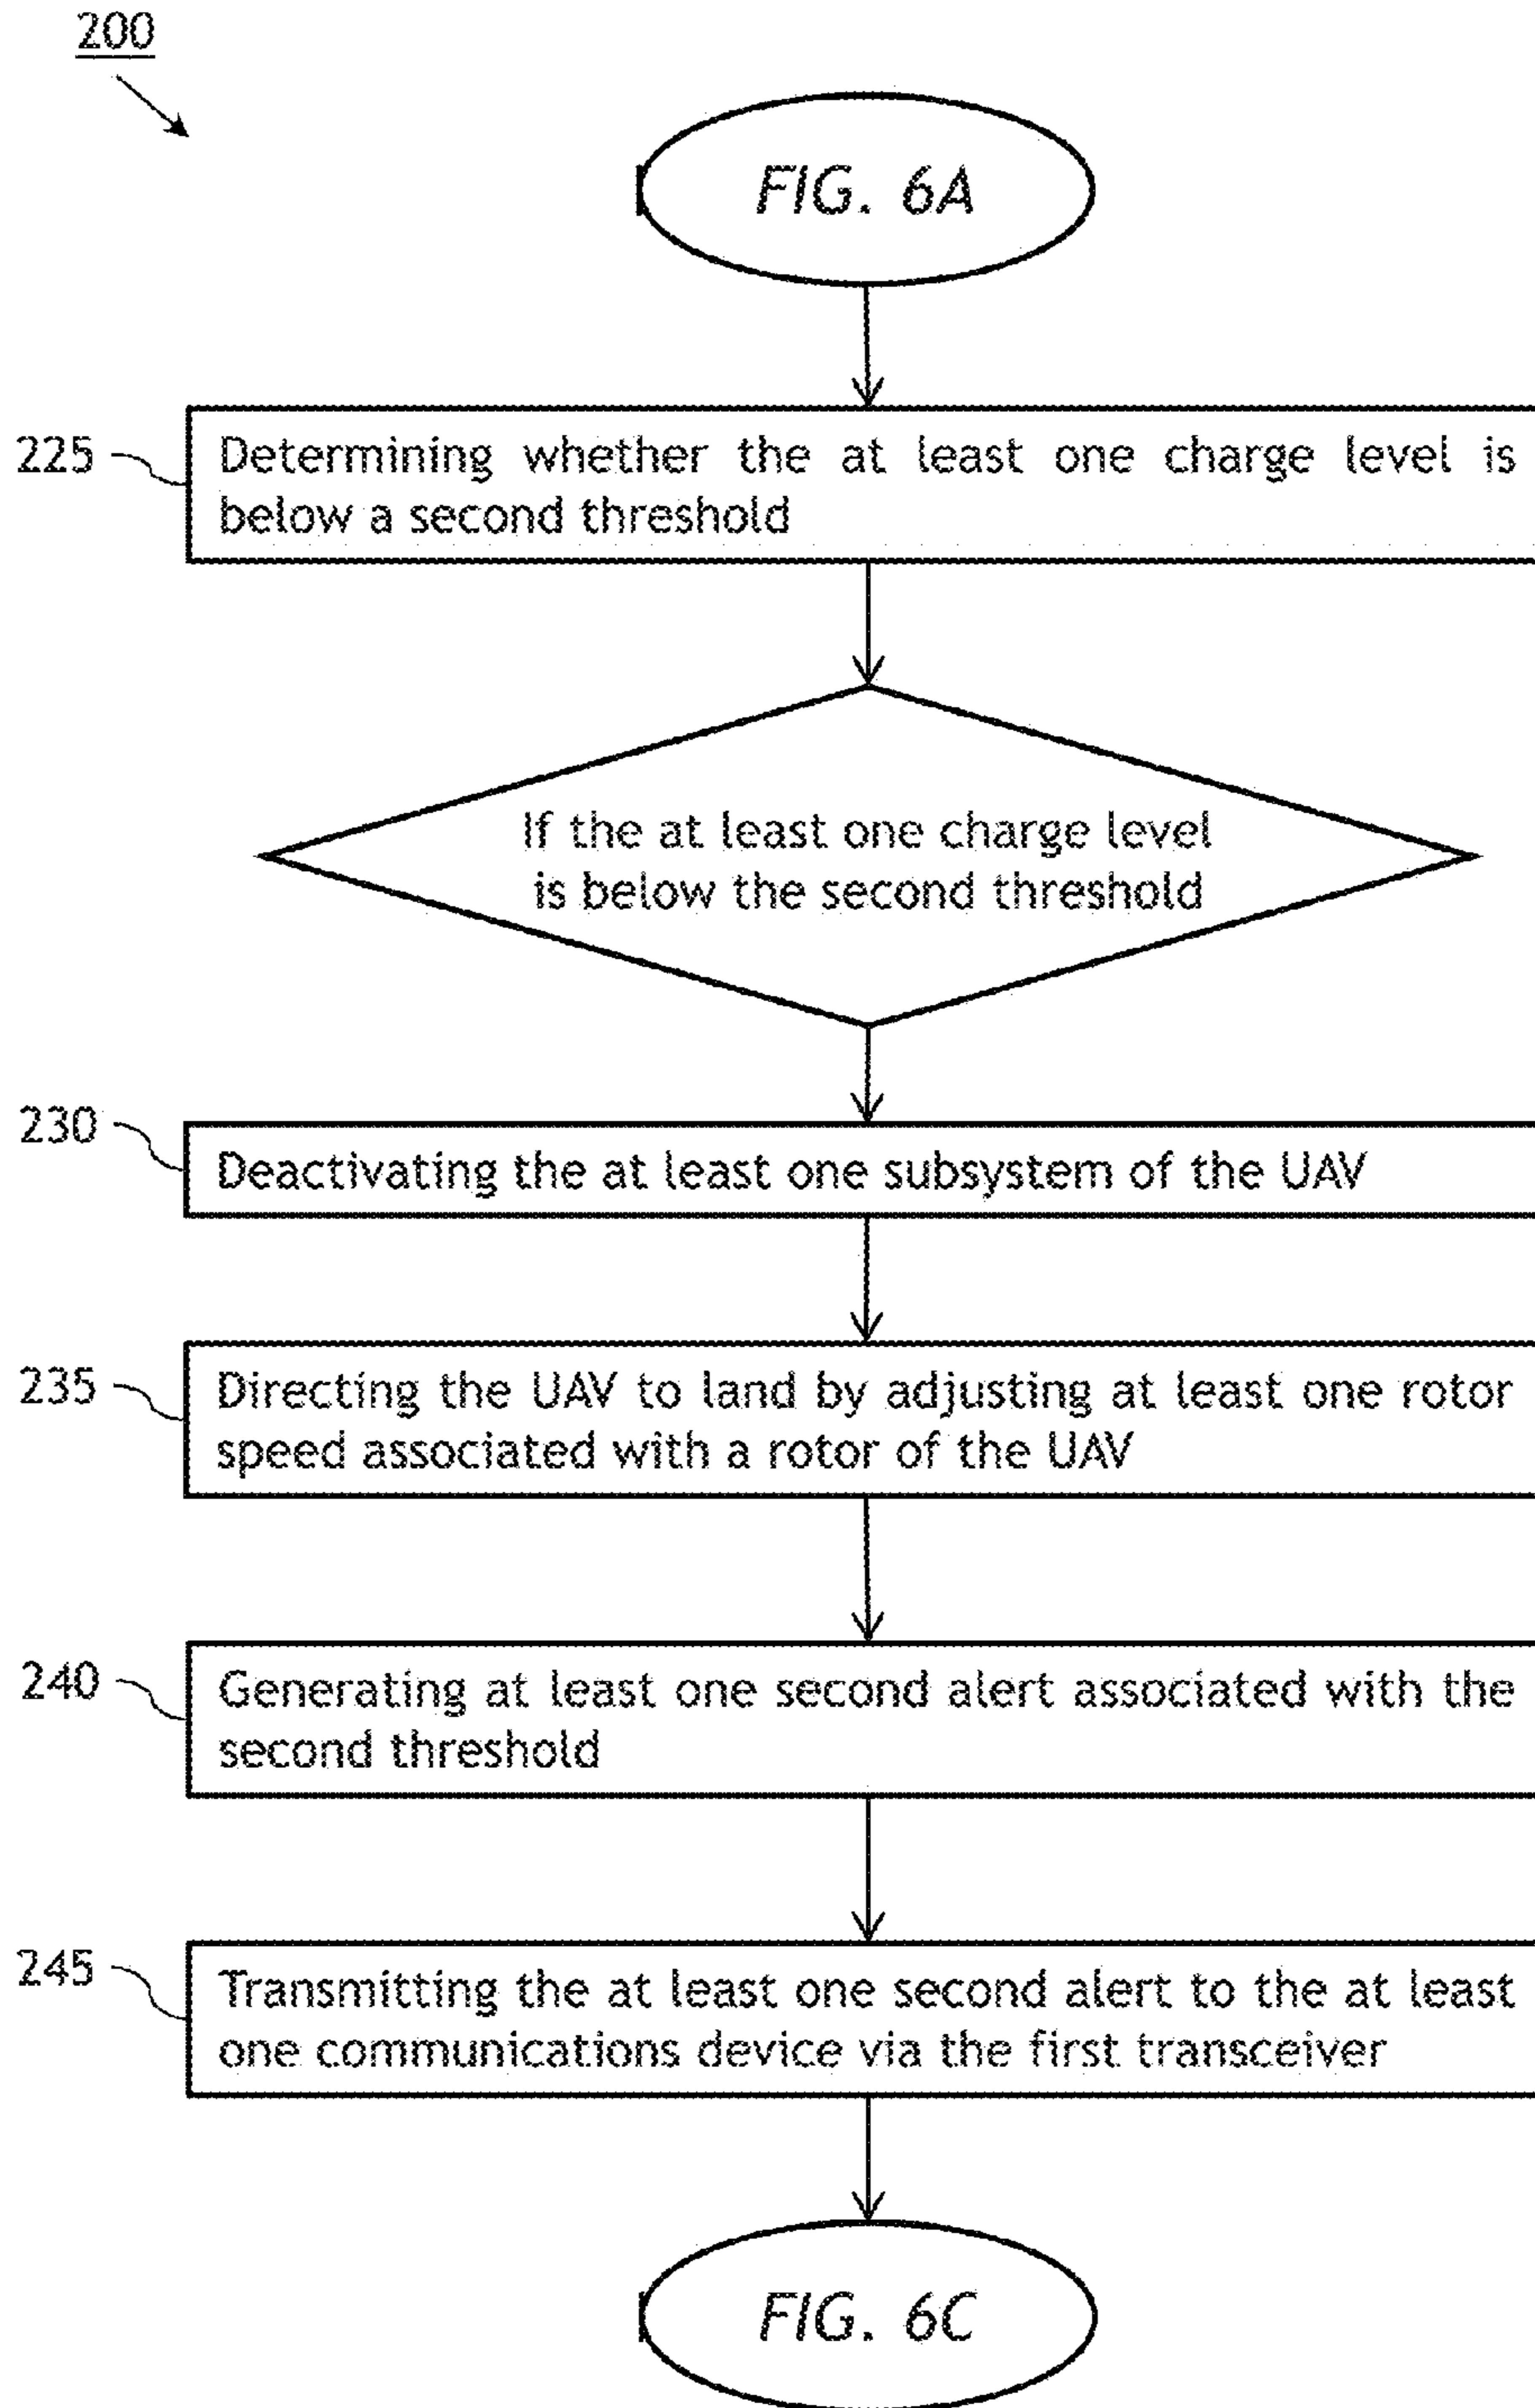 200
FIG. 6A
225
Determining whether the at least one charge level is
below a second threshold
If the at least one charge level
is below the second threshold
230
Deactivating the at least one subsystem of the UAV
235
Directing the UAV to land by adjusting at least one rotor
speed associated with a rotor of the UAV
240
Generating at least one second alert associated with the
second threshold
245
Transmitting the at least one second alert to the at least
one communications device via the first transceiver
FIG. 6C